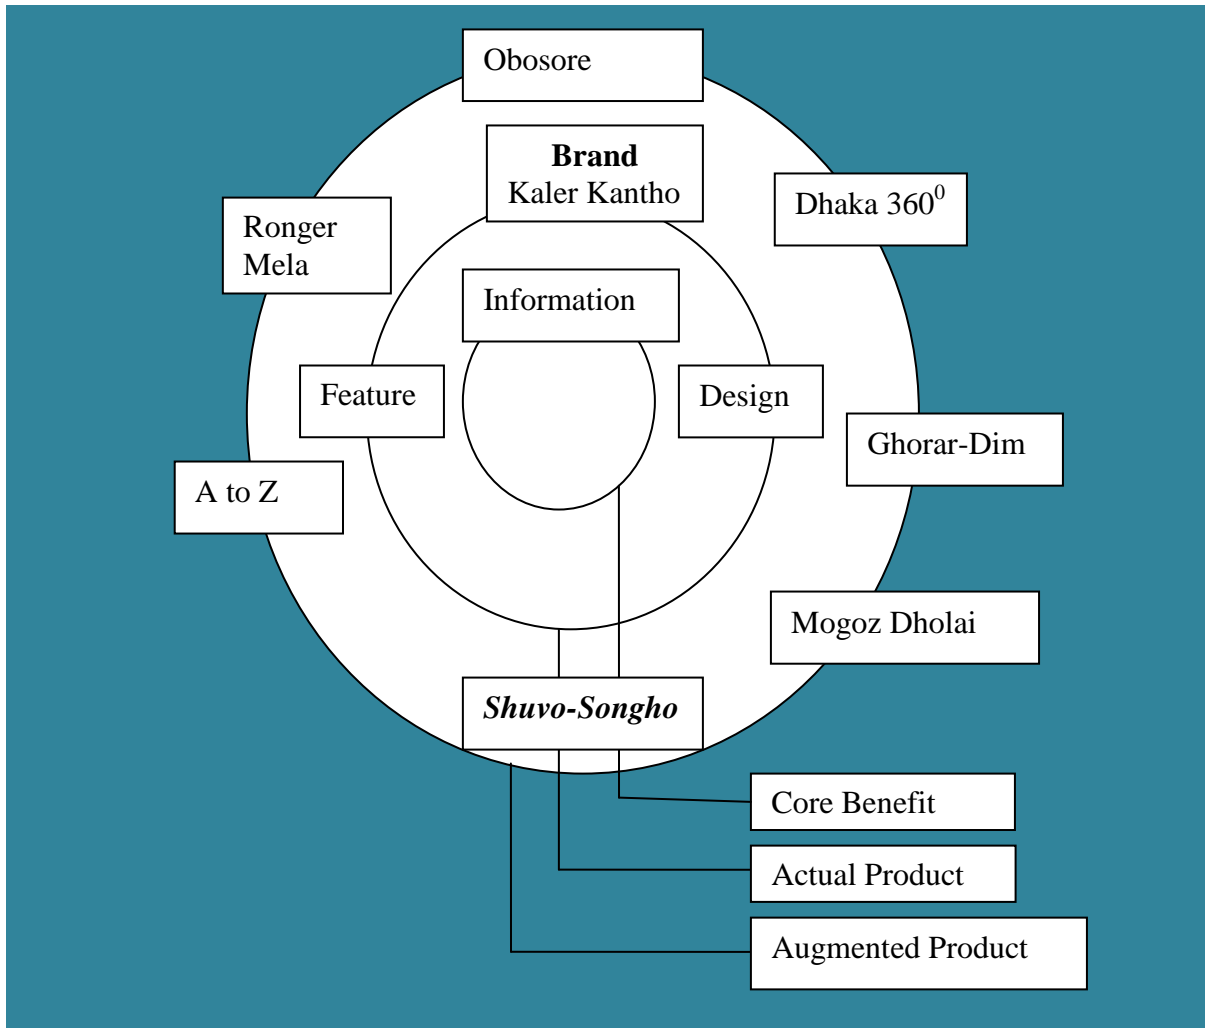 Obosore
Brand
Kaler Kantho
Dhaka 360⁰
Ronger
Mela
Information
Feature
Design
Ghorar-Dim
A to Z
Mogoz Dholai
Shuvo-Songho
Core Benefit
Actual Product
Augmented Product